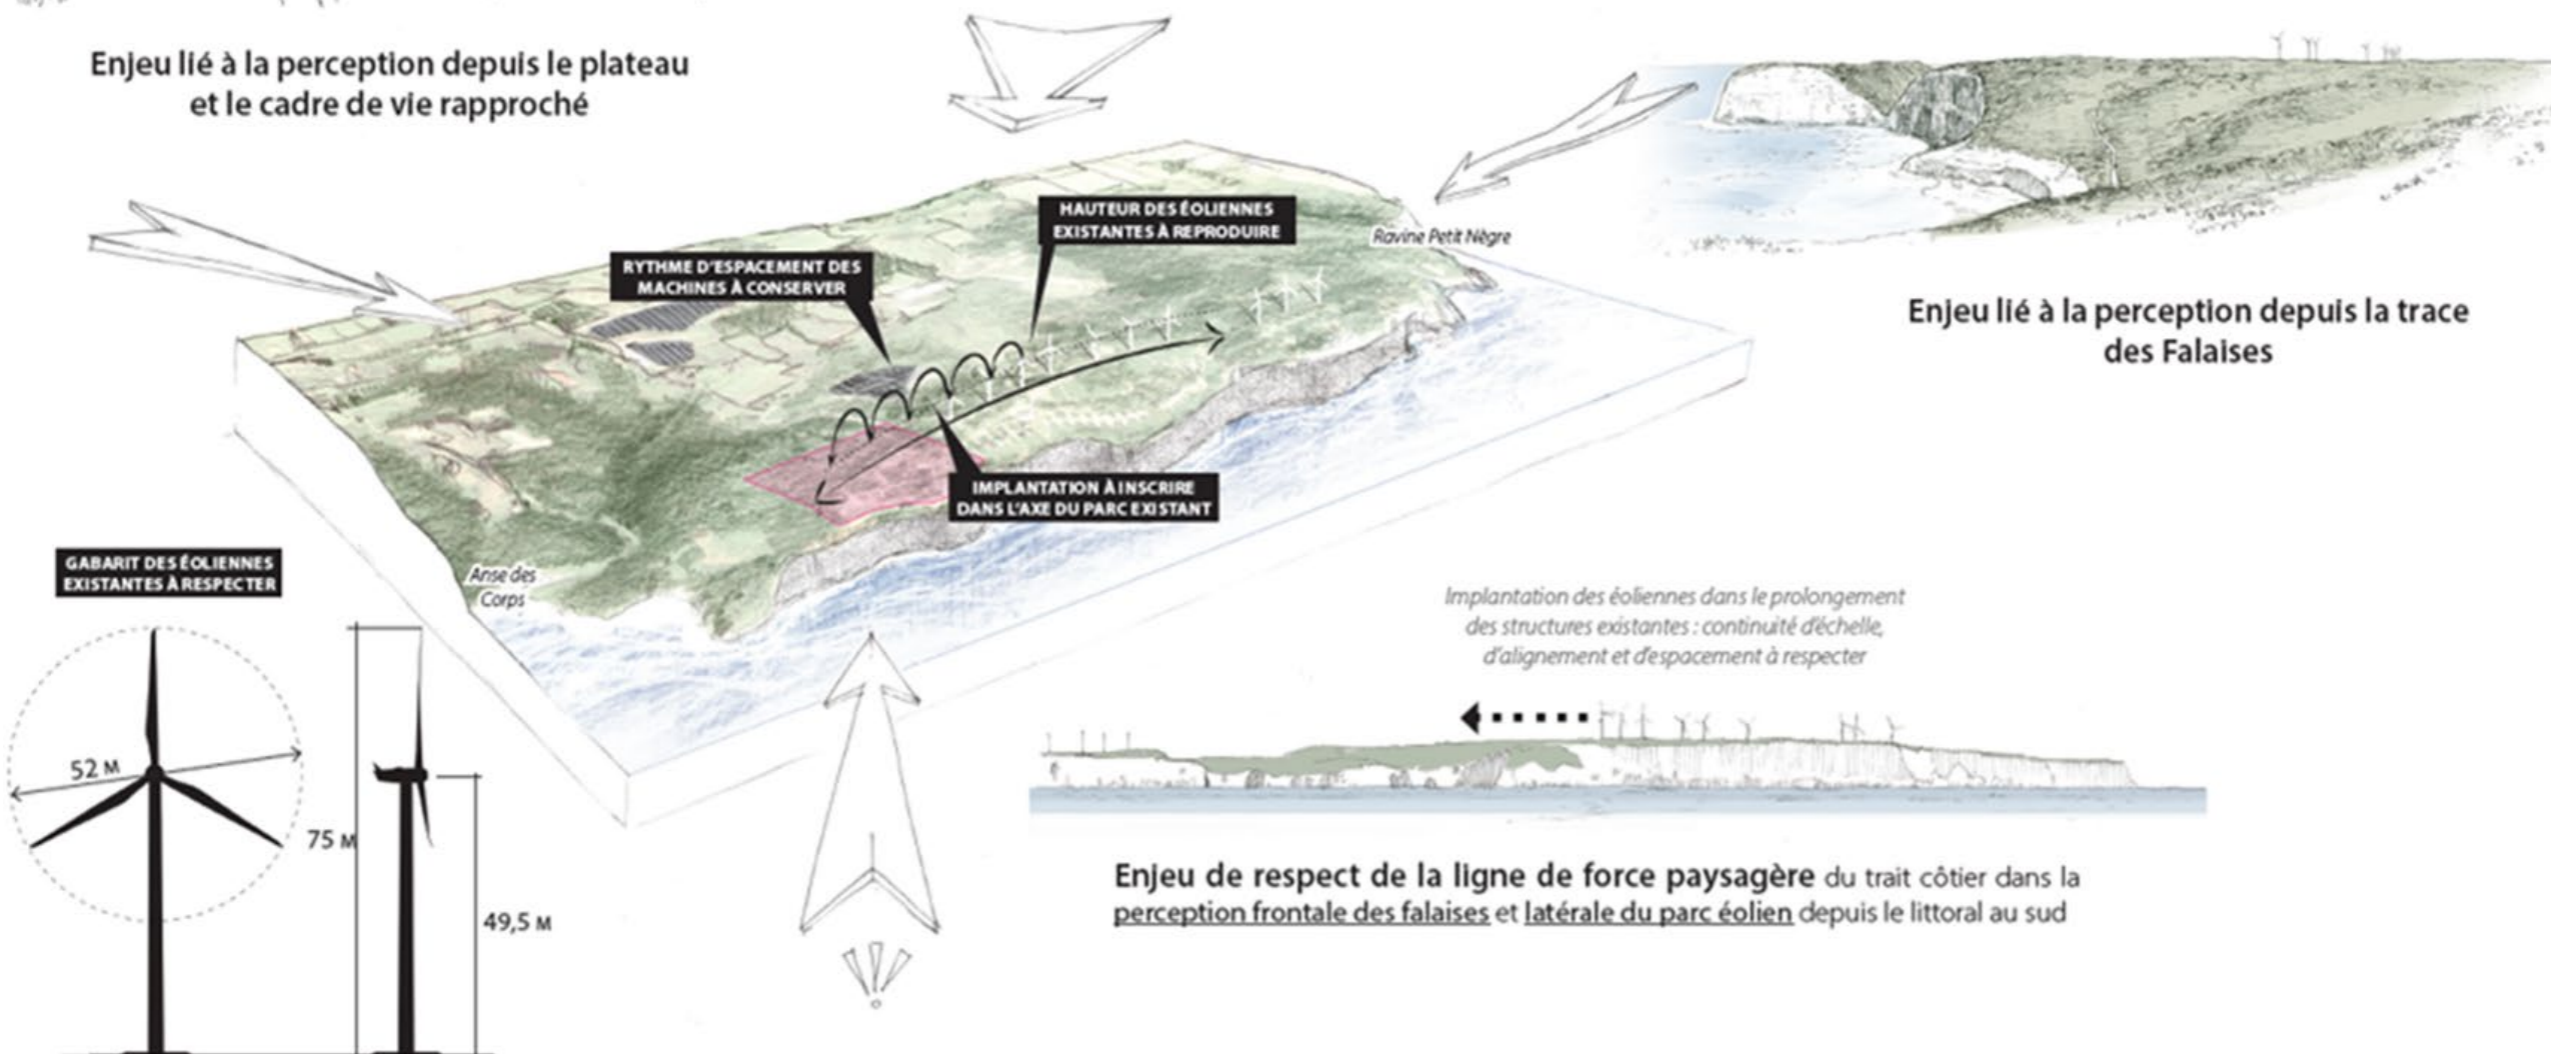 Enjeu lié à la perception depuis le plateau
et le cadre de vie rapproché
HAUTEUR DES ÉOLIENNES
EXISTANTES À REPRODUIRE
Ravine Petit Nègre
RYTHME D'ESPACEMENT DES
MACHINES À CONSERVER
Enjeu lié à la perception depuis la trace
des Falaises
IMPLANTATION À INSCRIRE
DANS L'AXE DU PARC EXISTANT
GABARIT DES ÉOLIENNES
EXISTANTES À RESPECTER
Anse des
Corps
Implantation des éoliennes dans le prolongement
des structures existantes : continuité d'échelle,
d'alignement et d'espacement à respecter
52 M
75 M
49,5 M
Enjeu de respect de la ligne de force paysagère du trait côtier dans la
perception frontale des falaises et latérale du parc éolien depuis le littoral au sud